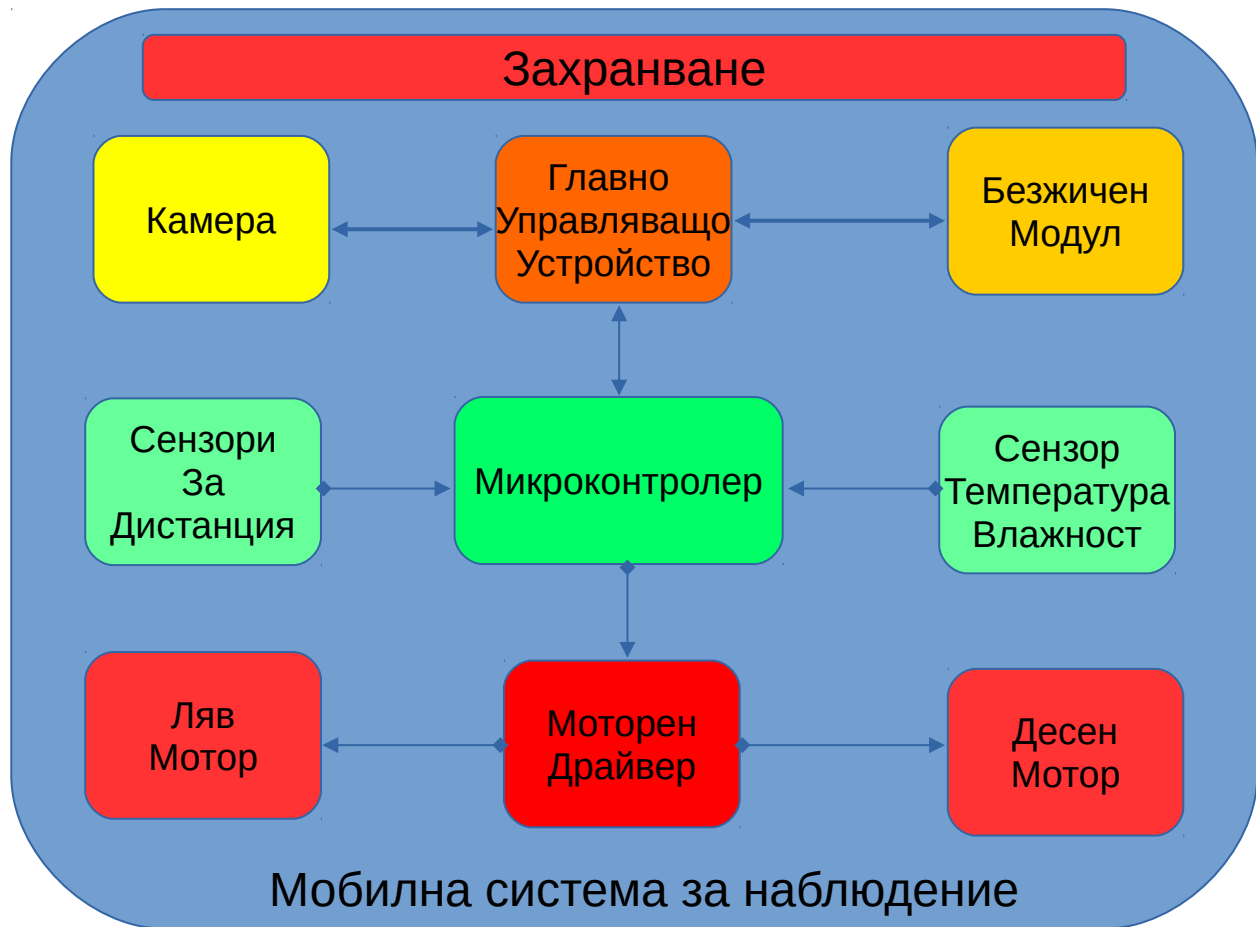 Захранване
Камера
Главно
Управляващо
Устройство
Безжичен
Модул
Сензори
За
Дистанция
Микроконтролер
Сензор
Температура
Влажност
Ляв
Мотор
Моторен
Драйвер
Десен
Мотор
Мобилна система за наблюдение